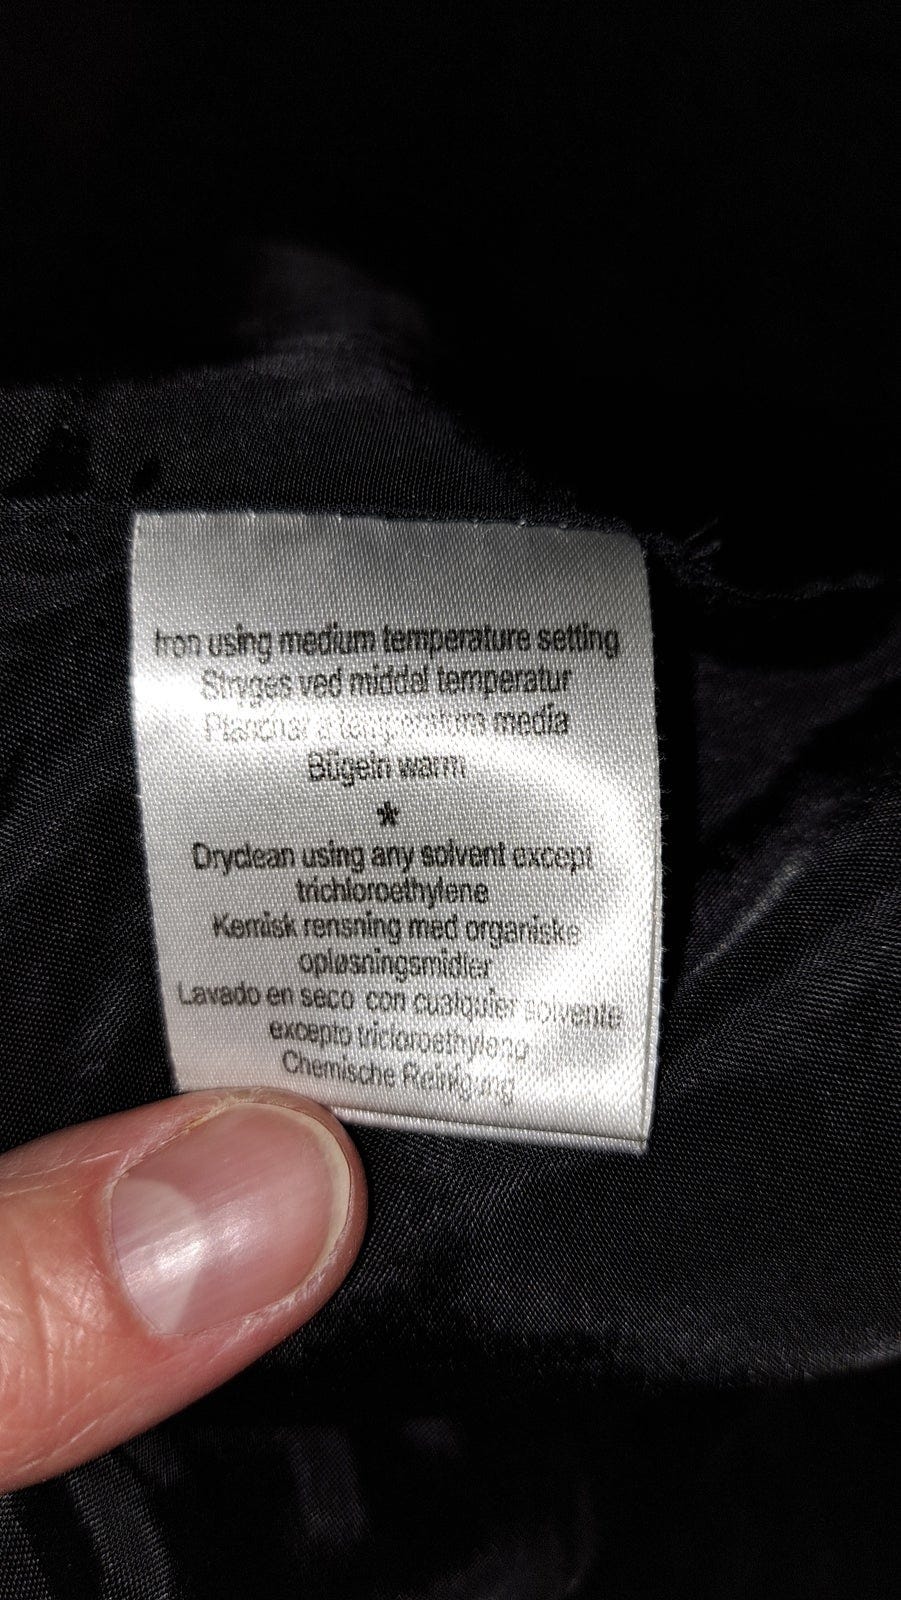 Iron using medium temperature setting
Stryges ved middel temperatur
Planchar a temperatura media
Bügeln warm
*
Dryclean using any solvent except
trichloroethylene
Kemisk rensning med organiske
opløsningsmidler
Lavado en seco con cualquier solvente
excepto tricloroethyleno
Chemische Reinigung